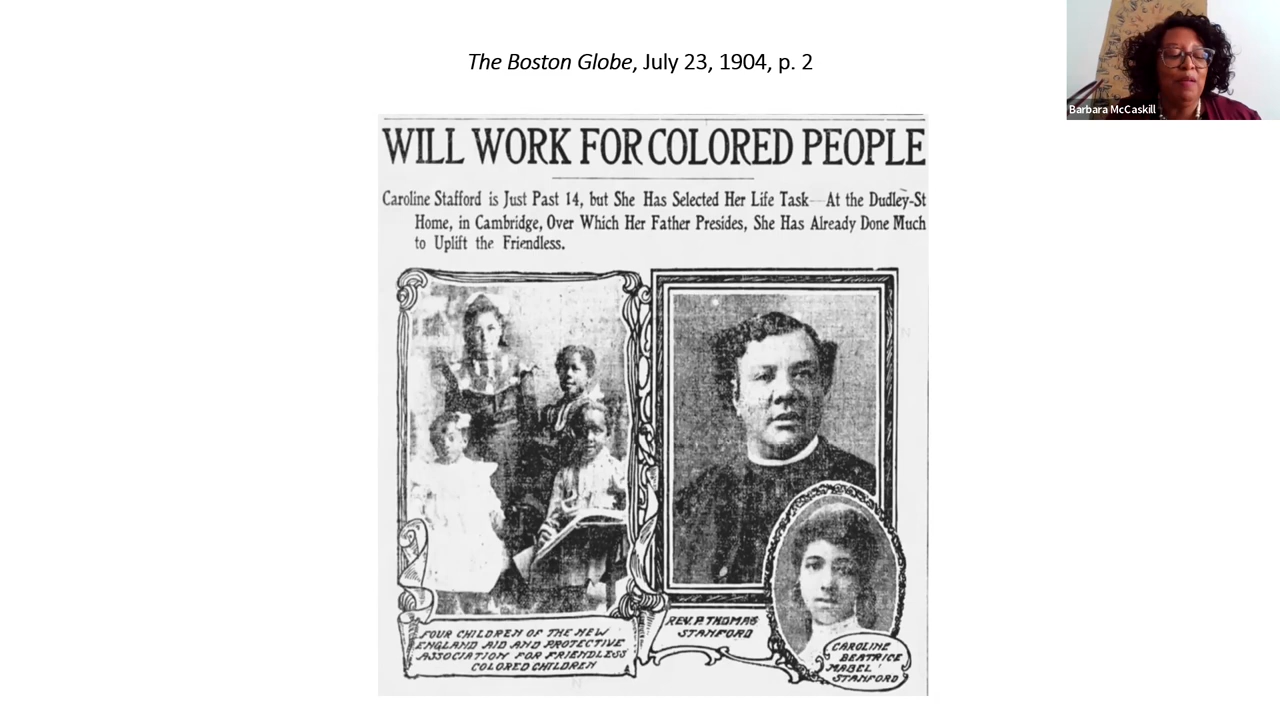 The Boston Globe, July 23, 1904, p. 2
Barbara McCaskill
WILL WORK FOR COLORED PEOPLE
Caroline Stafford is Just Past 14, but She Has Selected Her Life Task—At the Dudley-St
Home, in Cambridge, Over Which Her Father Presides, She Has Already Done Much
to Uplift the Friendless.
FOUR CHILDREN OF THE NEW
ENGLAND AID AND PROTECTIVE
ASSOCIATION FOR FRIENDLESS
COLORED CHILDREN
REV. P. THOMAS
STANFORD
CAROLINE
BEATRICE
MABEL
STANFORD